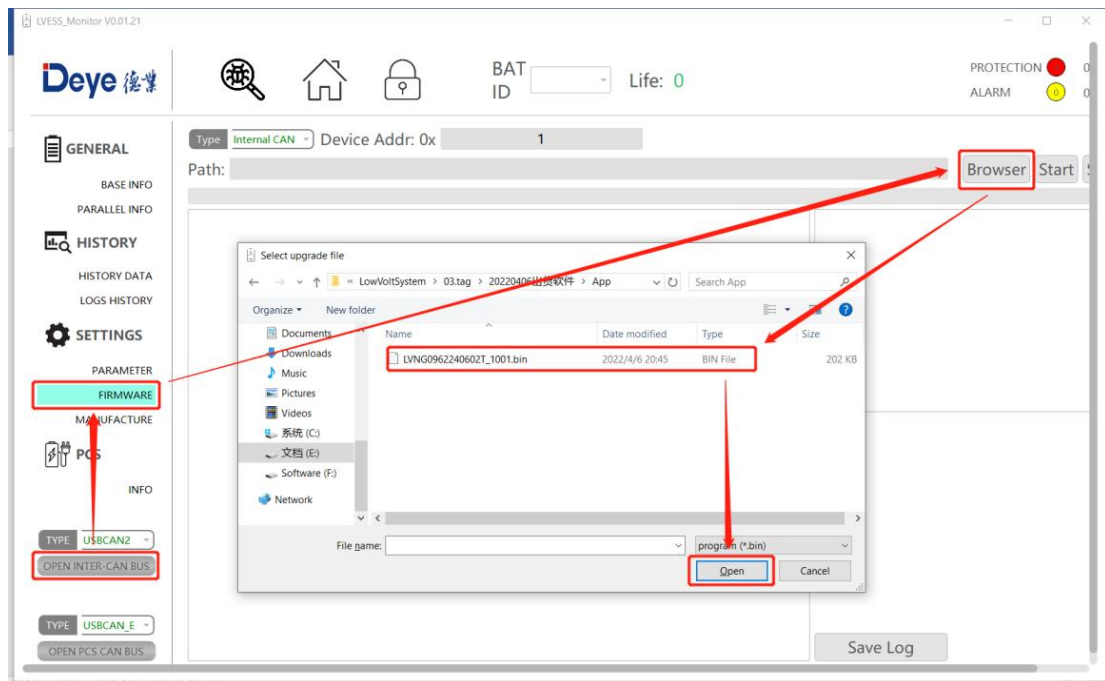 LVESS_Monitor V0.01.21
Deye 德業
BAT ID
Life: 0
PROTECTION 0
ALARM 0 0
GENERAL
BASE INFO
PARALLEL INFO
HISTORY
HISTORY DATA
LOGS HISTORY
SETTINGS
PARAMETER
FIRMWARE
MANUFACTURE
PCS
INFO
TYPE USBCAN2
OPEN INTER-CAN BUS
TYPE USBCAN_E
OPEN PCS CAN BUS
Type Internal CAN Device Addr: 0x 1
Path: Browser Start
Select upgrade file
« LowVoltSystem > 03.tag > 20220406出货软件 > App Search App
Organize New folder
Name Date modified Type Size
LVNG0962240602T_1001.bin 2022/4/6 20:45 BIN File 202 KB
Documents
Downloads
Music
Pictures
Videos
系统 (C:)
文档 (E:)
Software (F:)
Network
File name: program (*.bin)
Open Cancel
Save Log